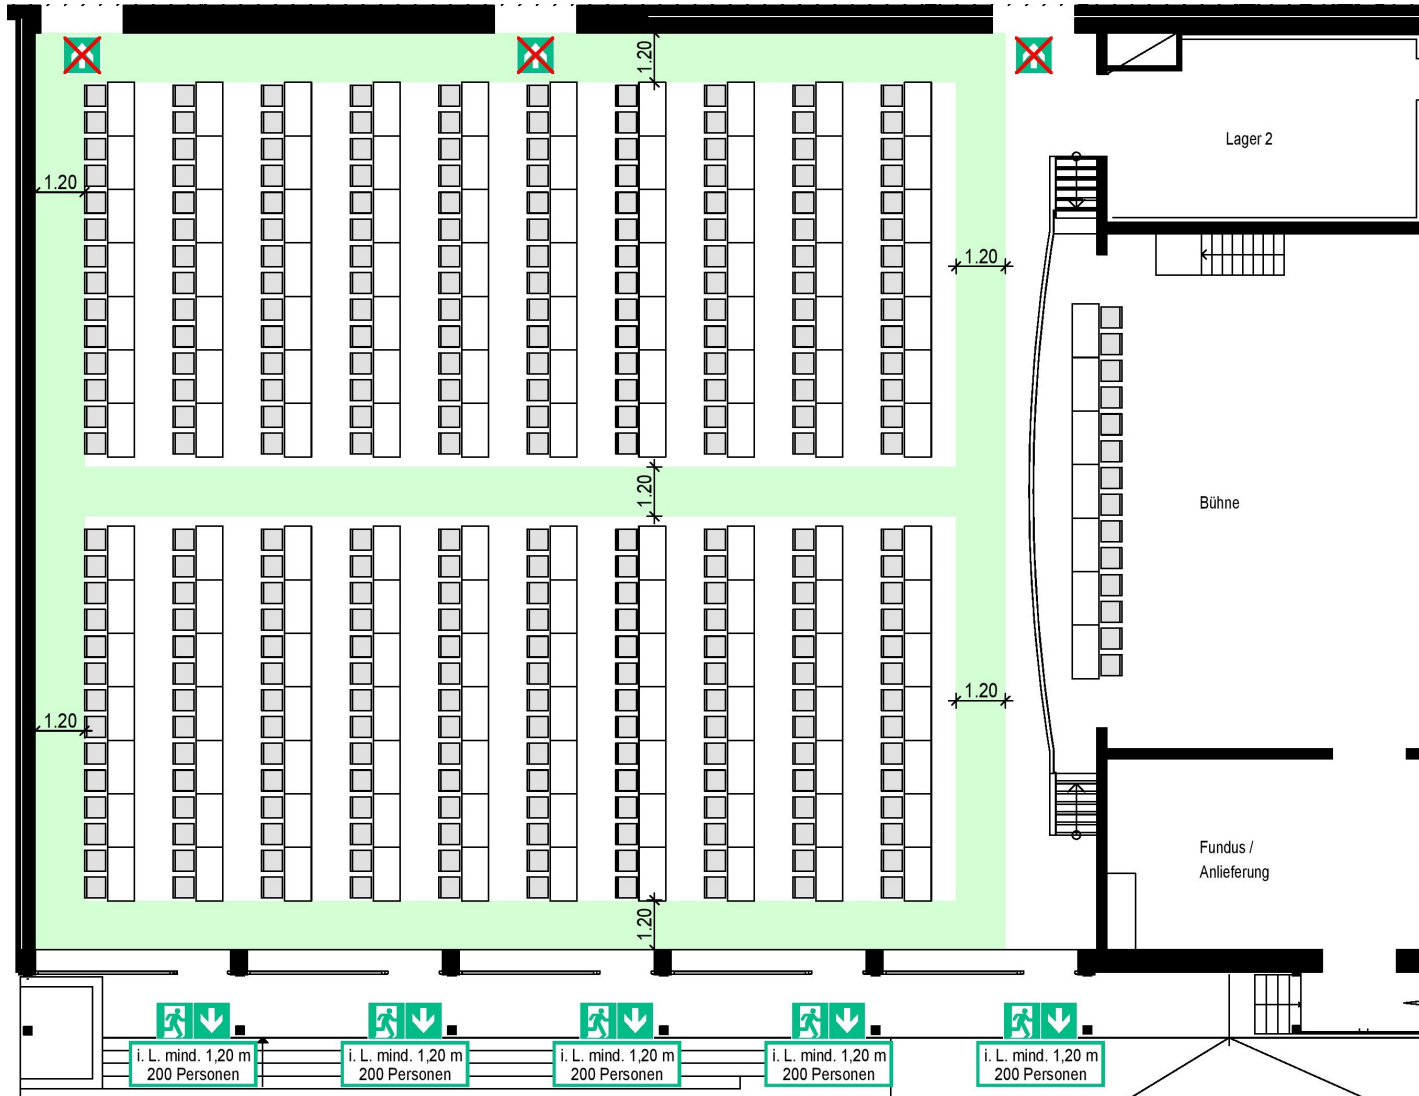 1.20
Lager 2
1.20
1.20
1.20
Bühne
1.20
1.20
Fundus /
Anlieferung
1.20
i. L. mind. 1,20 m
200 Personen
i. L. mind. 1,20 m
200 Personen
i. L. mind. 1,20 m
200 Personen
i. L. mind. 1,20 m
200 Personen
i. L. mind. 1,20 m
200 Personen